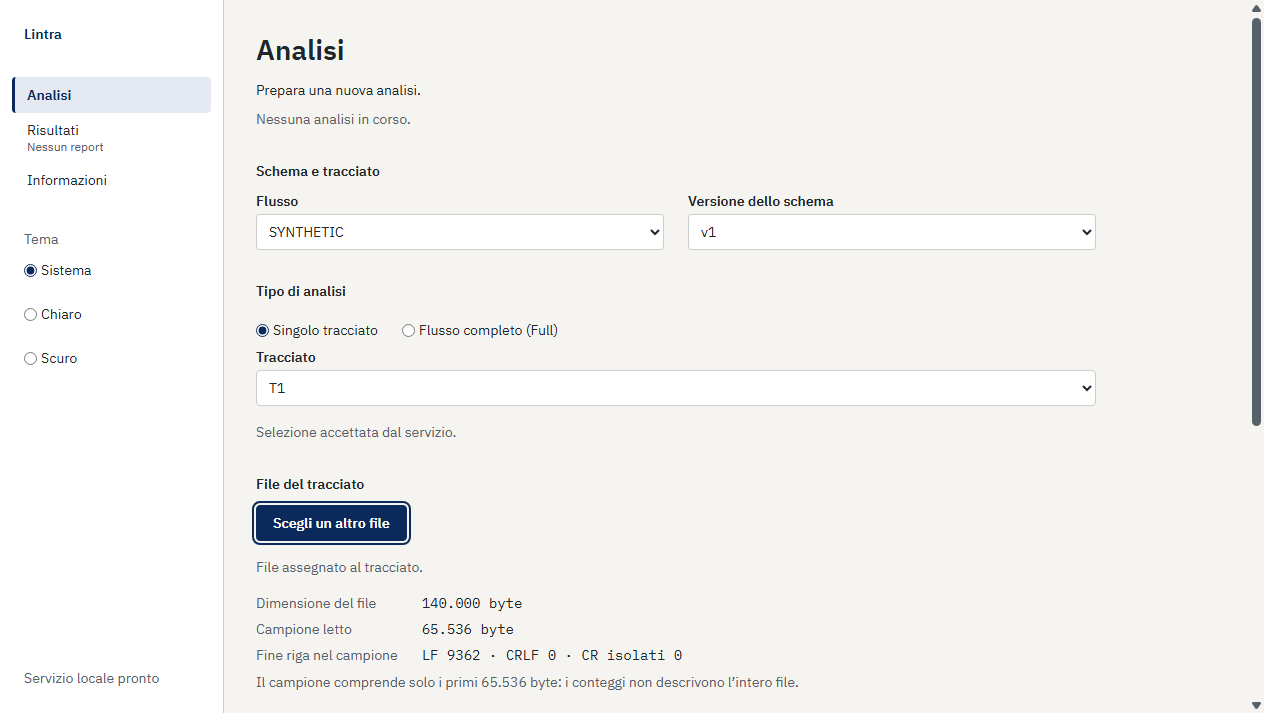 Lintra
Analisi
Risultati
Nessun report
Informazioni
Tema
Sistema
Chiaro
Scuro
Servizio locale pronto
Analisi
Prepara una nuova analisi.
Nessuna analisi in corso.
Schema e tracciato
Flusso
SYNTHETIC
Versione dello schema
v1
Tipo di analisi
Singolo tracciato
Flusso completo (Full)
Tracciato
T1
Selezione accettata dal servizio.
File del tracciato
Scegli un altro file
File assegnato al tracciato.
Dimensione del file 140.000 byte
Campione letto 65.536 byte
Fine riga nel campione LF 9362 · CRLF 0 · CR isolati 0
Il campione comprende solo i primi 65.536 byte: i conteggi non descrivono l’intero file.